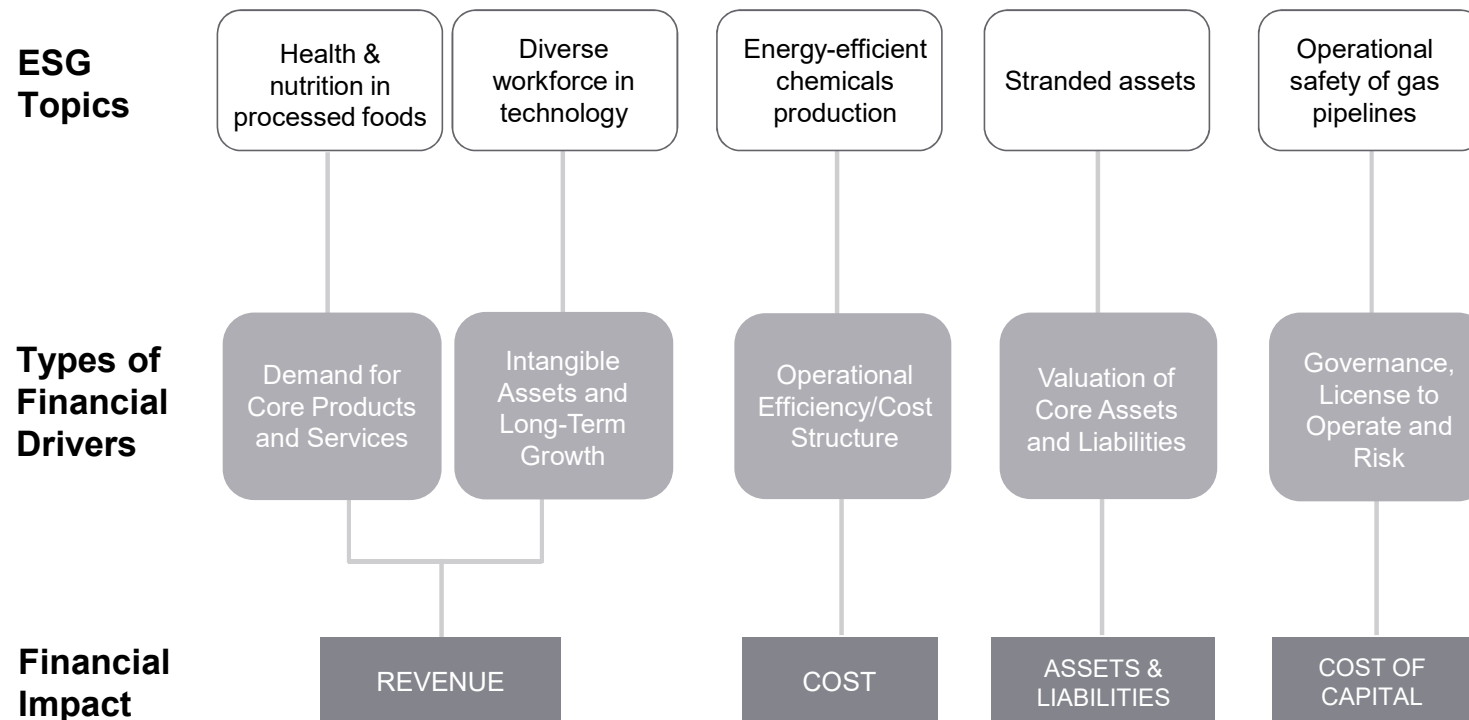 ESG
Topics
Health &
nutrition in
processed foods
Diverse
workforce in
technology
Energy-efficient
chemicals
production
Stranded assets
Operational
safety of gas
pipelines
Types of
Financial
Drivers
Demand for
Core Products
and Services
Intangible
Assets and
Long-Term
Growth
Operational
Efficiency/Cost
Structure
Valuation of
Core Assets
and Liabilities
Governance,
License to
Operate and
Risk
Financial
Impact
REVENUE
COST
ASSETS &
LIABILITIES
COST OF
CAPITAL